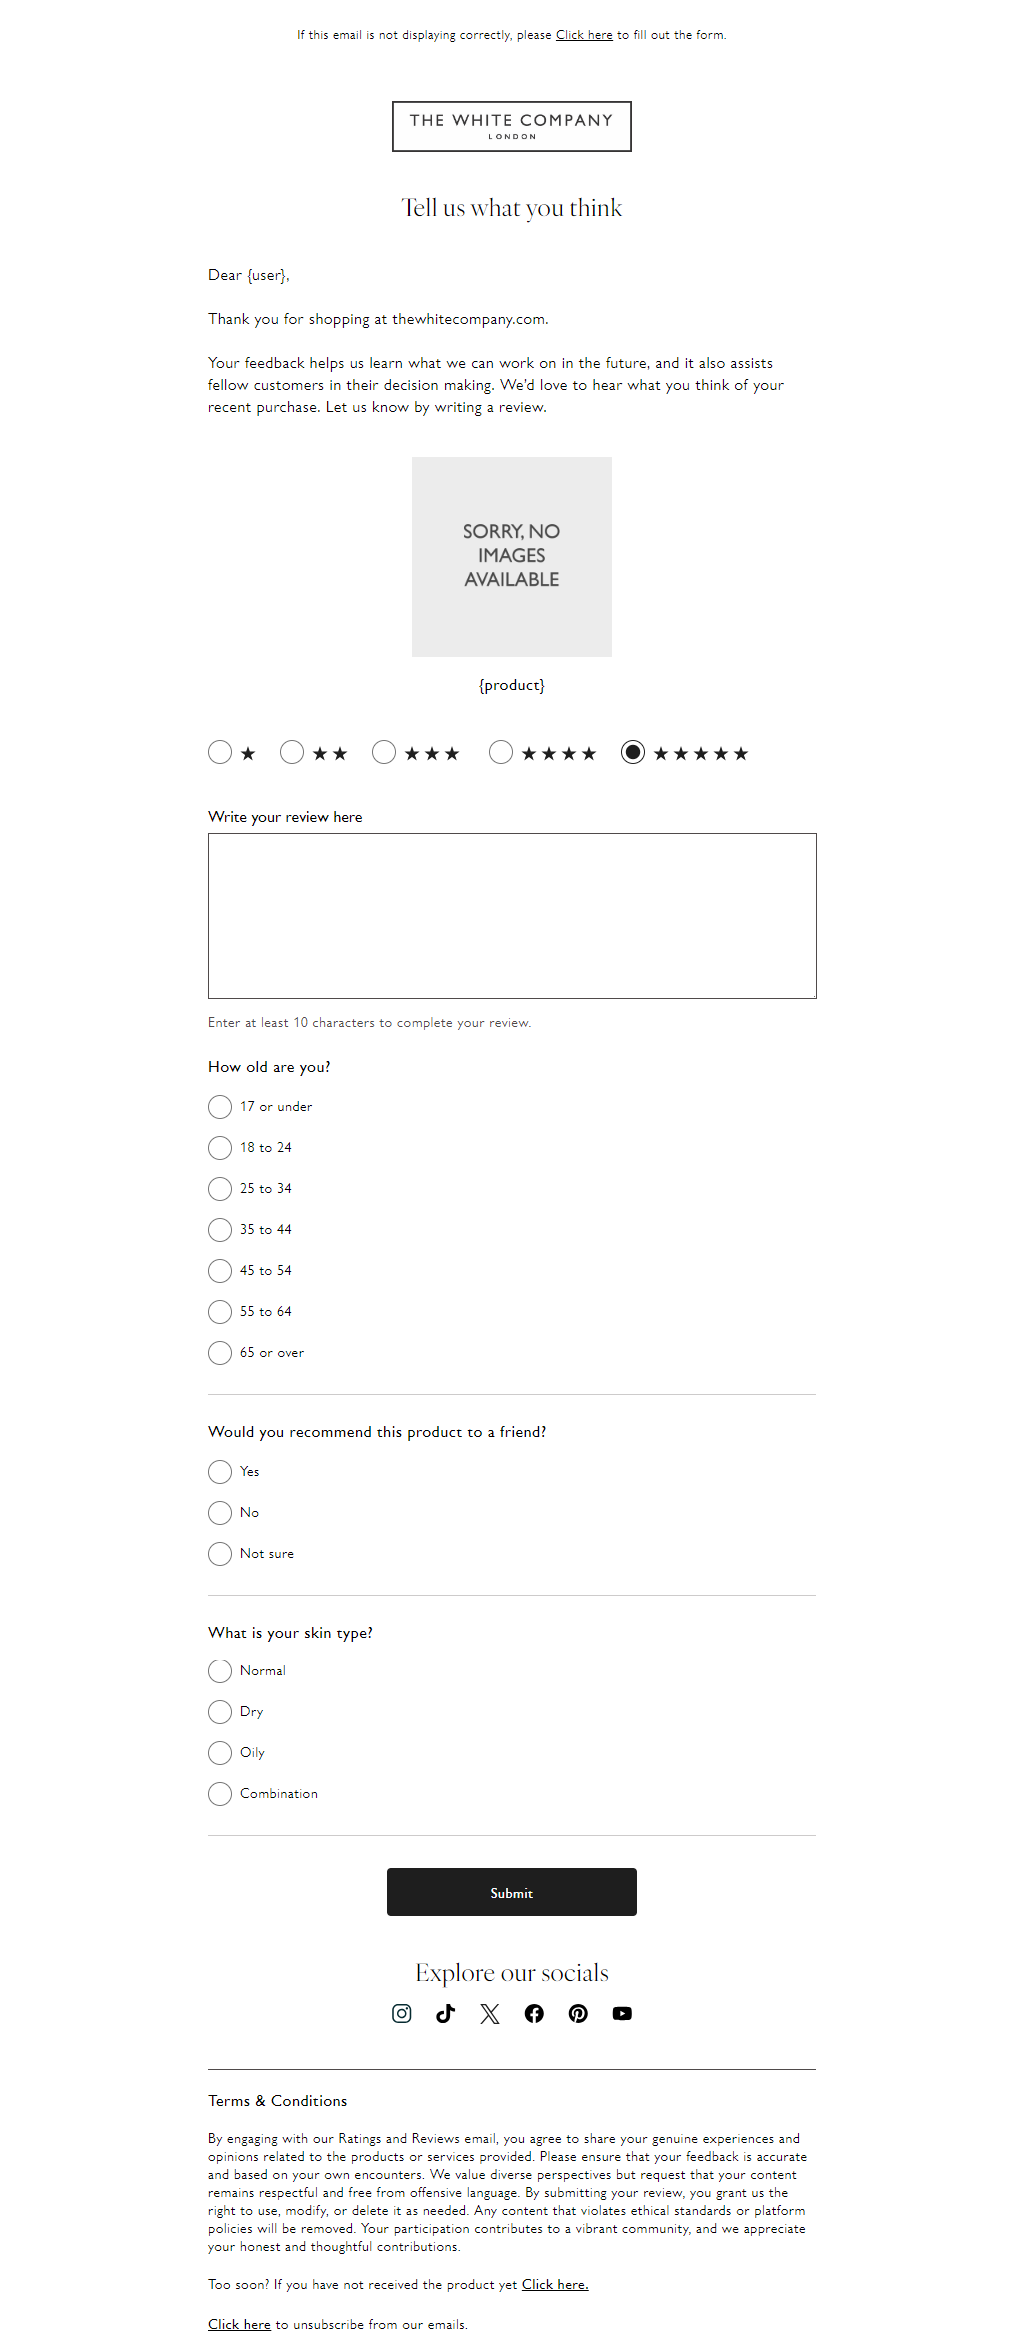 If this email is not displaying correctly, please Click here to fill out the form.
THE WHITE COMPANY
LONDON
Tell us what you think
Dear {user},
Thank you for shopping at thewhitecompany.com.
Your feedback helps us learn what we can work on in the future, and it also assists
fellow customers in their decision making. We'd love to hear what you think of your
recent purchase. Let us know by writing a review.
SORRY, NO
IMAGES
AVAILABLE
{product}
★ ★★ ★★★ ★★★★ ★★★★★
Write your review here
Enter at least 10 characters to complete your review.
How old are you?
17 or under
18 to 24
25 to 34
35 to 44
45 to 54
55 to 64
65 or over
Would you recommend this product to a friend?
Yes
No
Not sure
What is your skin type?
Normal
Dry
Oily
Combination
Submit
Explore our socials
Terms & Conditions
By engaging with our Ratings and Reviews email, you agree to share your genuine experiences and
opinions related to the products or services provided. Please ensure that your feedback is accurate
and based on your own encounters. We value diverse perspectives but request that your content
remains respectful and free from offensive language. By submitting your review, you grant us the
right to use, modify, or delete it as needed. Any content that violates ethical standards or platform
policies will be removed. Your participation contributes to a vibrant community, and we appreciate
your honest and thoughtful contributions.
Too soon? If you have not received the product yet Click here.
Click here to unsubscribe from our emails.